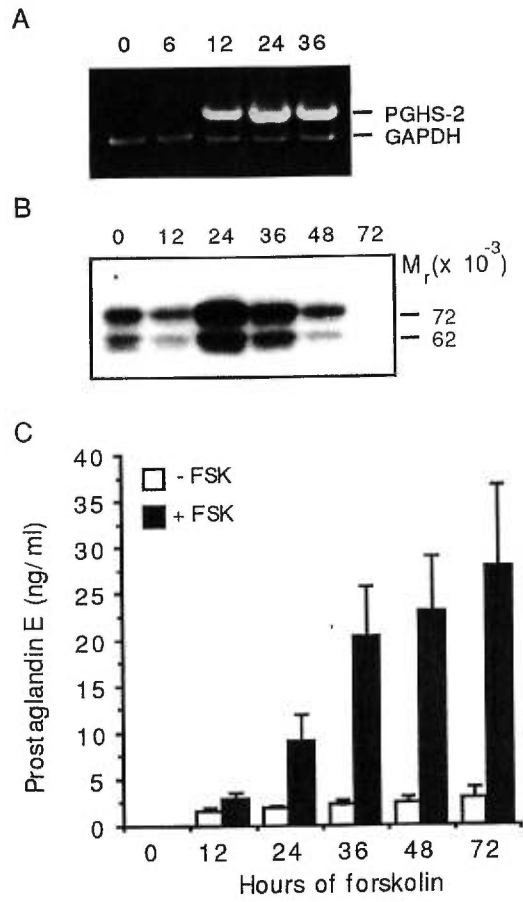 A
0 6 12 24 36
PGHS-2
GAPDH
B
0 12 24 36 48 72
Mr(x 10-3)
72
62
C
40
35
30
25
20
15
10
5
0
Prostaglandin E (ng/ml)
- FSK
+ FSK
0 12 24 36 48 72
Hours of forskolin